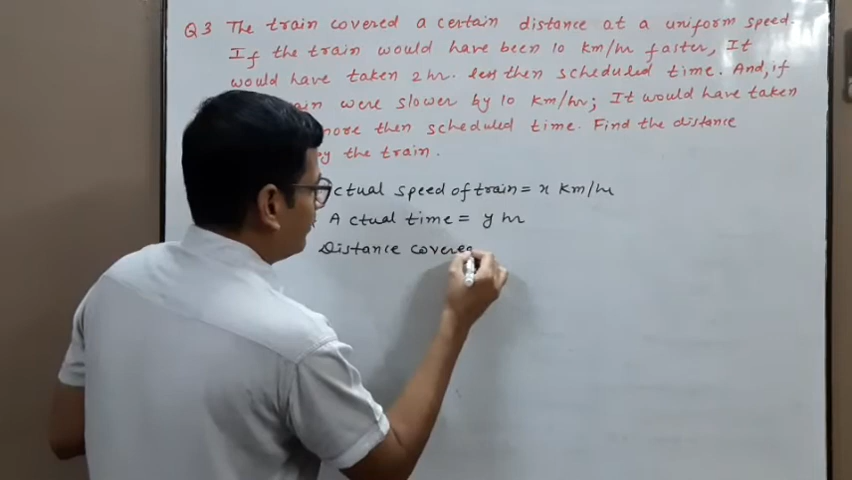 Q3 The train covered a certain distance at a uniform speed.
If the train would have been 10 km/hr faster, It
would have taken 2 hr. less then scheduled time. And, if
ain were slower by 10 km/hr; It would have taken
more then scheduled time. Find the distance
by the train.
ctual speed of train = x km/hr
Actual time = y hr
Distance covered